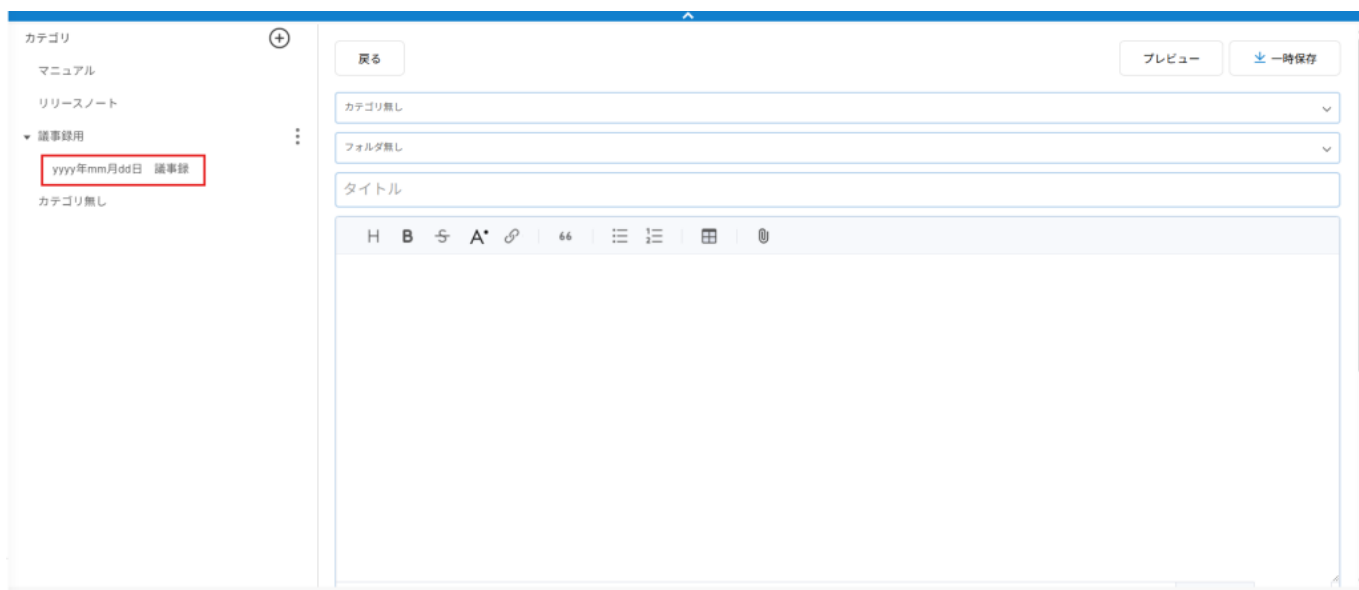 カテゴリ
マニュアル
リリースノート
議事録用
yyyy年mm月dd日　議事録
カテゴリ無し
戻る
プレビュー
一時保存
カテゴリ無し
フォルダ無し
タイトル
H B S A 66